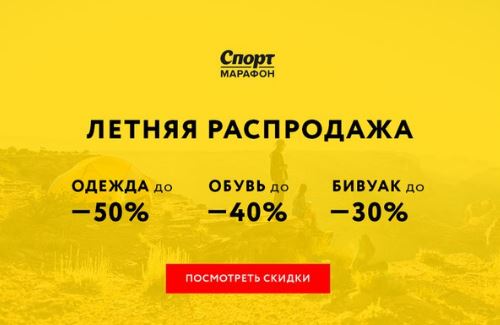 Спорт
МАРАФОН
ЛЕТНЯЯ РАСПРОДАЖА
ОДЕЖДА до ОБУВЬ до БИВУАК до
–50% –40% –30%
ПОСМОТРЕТЬ СКИДКИ